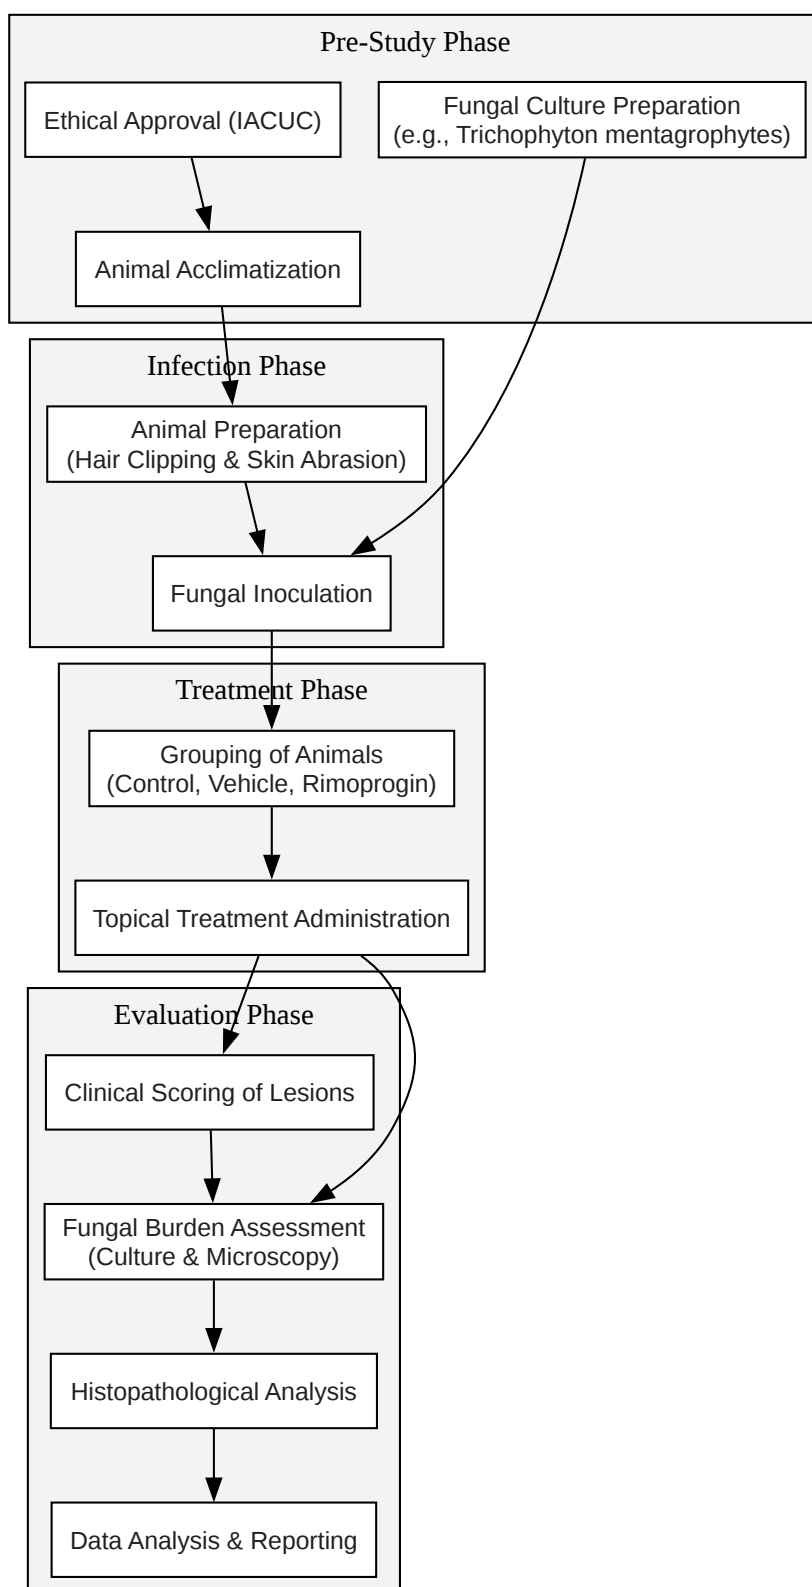 Pre-Study Phase
Ethical Approval (IACUC)
Fungal Culture Preparation
(e.g., Trichophyton mentagrophytes)
Animal Acclimatization
Infection Phase
Animal Preparation
(Hair Clipping & Skin Abrasion)
Fungal Inoculation
Treatment Phase
Grouping of Animals
(Control, Vehicle, Rimoprogin)
Topical Treatment Administration
Evaluation Phase
Clinical Scoring of Lesions
Fungal Burden Assessment
(Culture & Microscopy)
Histopathological Analysis
Data Analysis & Reporting